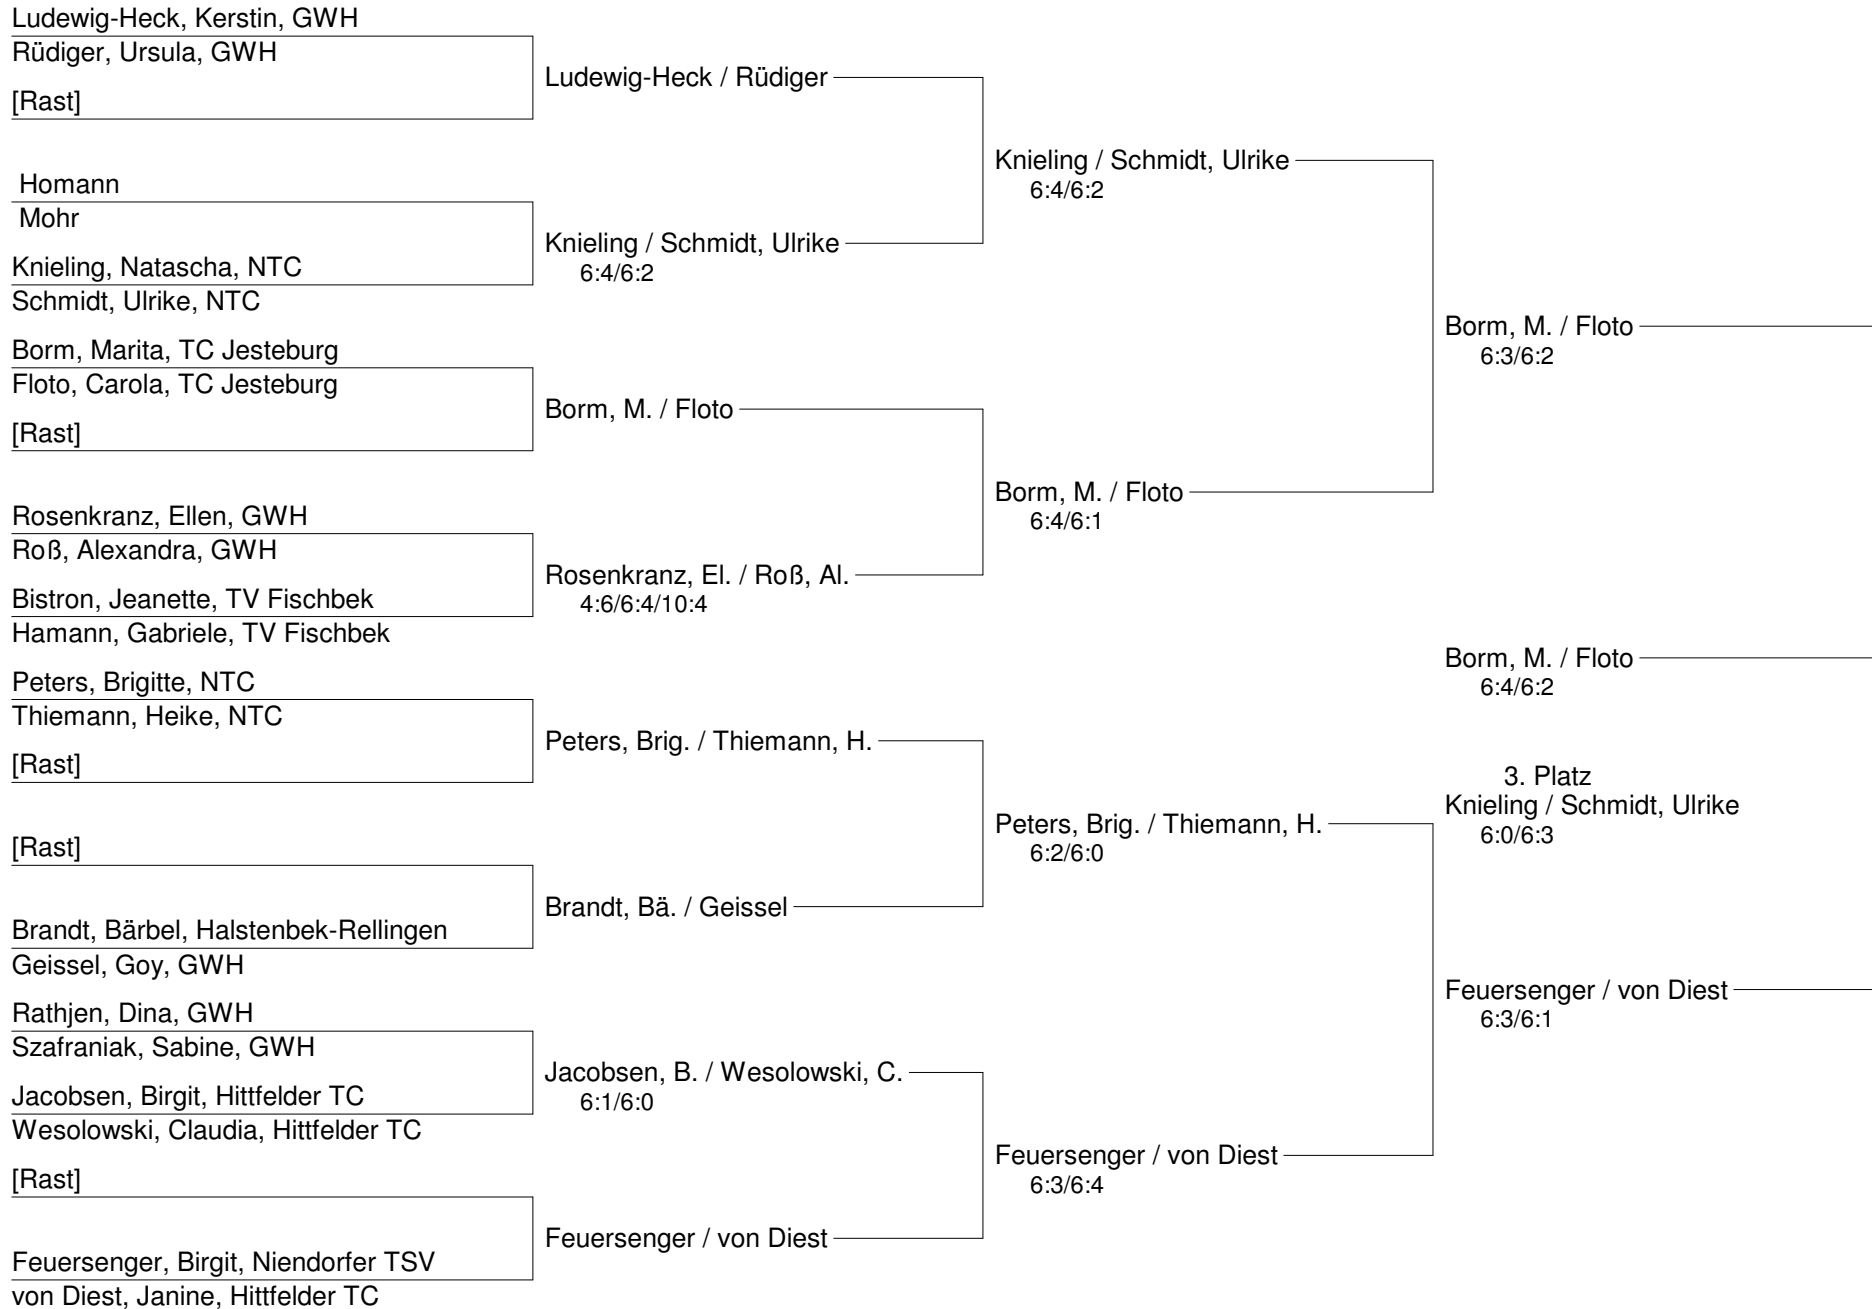 Ludewig-Heck, Kerstin, GWH
Rüdiger, Ursula, GWH
[Rast]
Homann
Mohr
Knieling, Natascha, NTC
Schmidt, Ulrike, NTC
Borm, Marita, TC Jesteburg
Floto, Carola, TC Jesteburg
[Rast]
Rosenkranz, Ellen, GWH
Roß, Alexandra, GWH
Bistron, Jeanette, TV Fischbek
Hamann, Gabriele, TV Fischbek
Peters, Brigitte, NTC
Thiemann, Heike, NTC
[Rast]
[Rast]
Brandt, Bärbel, Halstenbek-Rellingen
Geissel, Goy, GWH
Rathjen, Dina, GWH
Szafraniak, Sabine, GWH
Jacobsen, Birgit, Hittfelder TC
Wesolowski, Claudia, Hittfelder TC
[Rast]
Feuersenger, Birgit, Niendorfer TSV
von Diest, Janine, Hittfelder TC
Ludewig-Heck / Rüdiger
Knieling / Schmidt, Ulrike
6:4/6:2
Borm, M. / Floto
Rosenkranz, El. / Roß, Al.
4:6/6:4/10:4
Peters, Brig. / Thiemann, H.
Brandt, Bä. / Geissel
Jacobsen, B. / Wesolowski, C.
6:1/6:0
Feuersenger / von Diest
Knieling / Schmidt, Ulrike
6:4/6:2
Borm, M. / Floto
6:4/6:1
Peters, Brig. / Thiemann, H.
6:2/6:0
Feuersenger / von Diest
6:3/6:4
Borm, M. / Floto
6:3/6:2
Borm, M. / Floto
6:4/6:2
3. Platz
Knieling / Schmidt, Ulrike
6:0/6:3
Feuersenger / von Diest
6:3/6:1